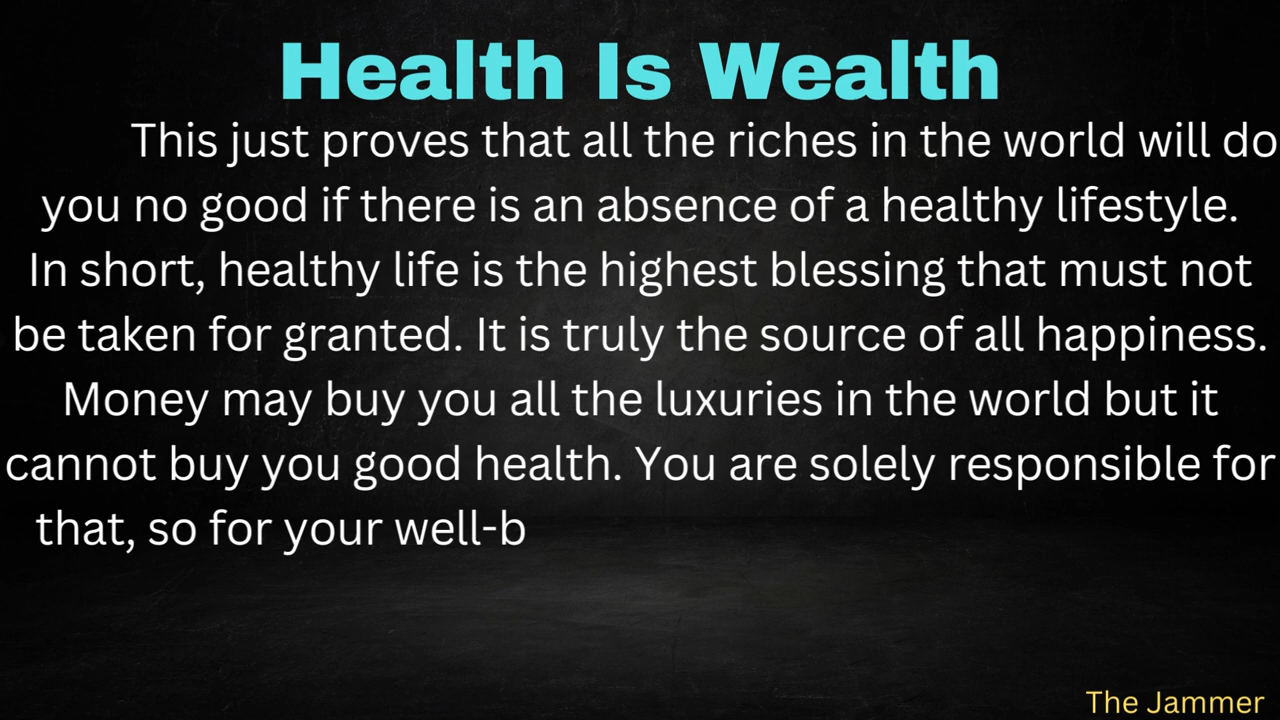 Health Is Wealth
This just proves that all the riches in the world will do
you no good if there is an absence of a healthy lifestyle.
In short, healthy life is the highest blessing that must not
be taken for granted. It is truly the source of all happiness.
Money may buy you all the luxuries in the world but it
cannot buy you good health. You are solely responsible for
that, so for your well-b
The Jammer